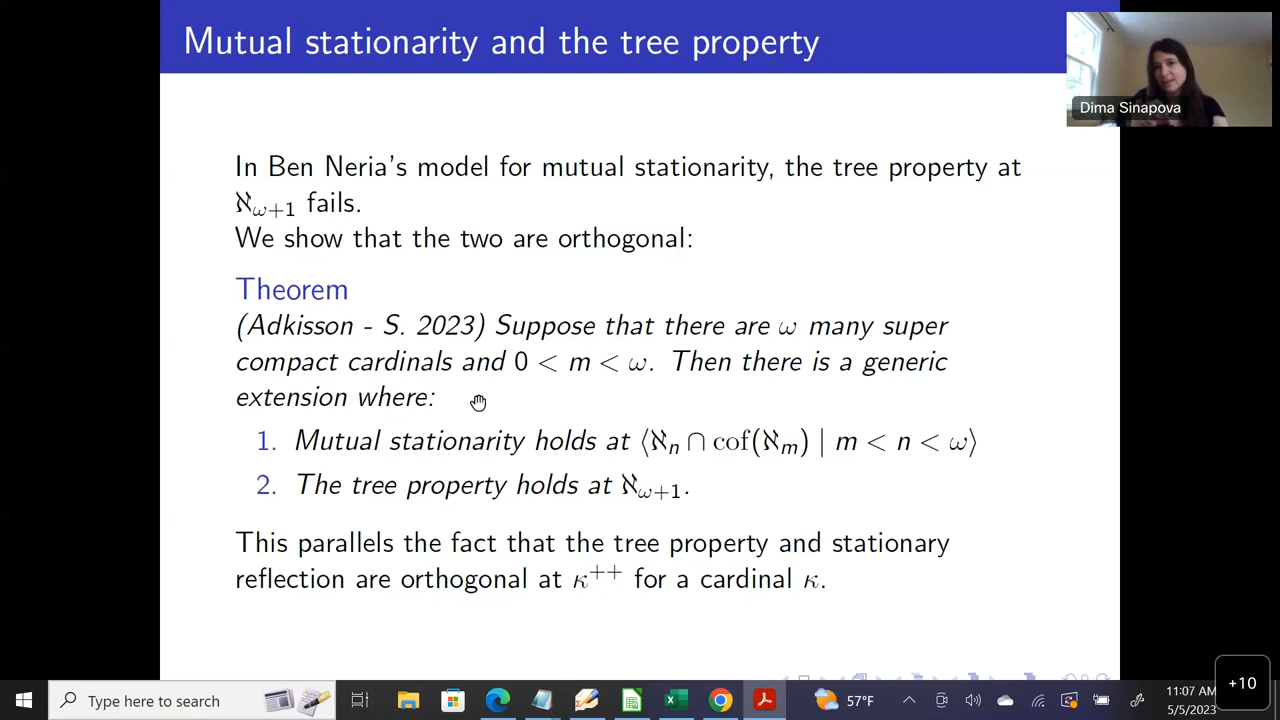 Mutual stationarity and the tree property
Dima Sinapova
In Ben Neria's model for mutual stationarity, the tree property at
ℵ_{ω+1} fails.
We show that the two are orthogonal:
Theorem
(Adkisson - S. 2023) Suppose that there are ω many super
compact cardinals and 0 < m < ω. Then there is a generic
extension where:
1. Mutual stationarity holds at ⟨ℵ_n ∩ cof(ℵ_m) | m < n < ω⟩
2. The tree property holds at ℵ_{ω+1}.
This parallels the fact that the tree property and stationary
reflection are orthogonal at κ^{++} for a cardinal κ.
+10
Type here to search
57°F
11:07 AM
5/5/2023